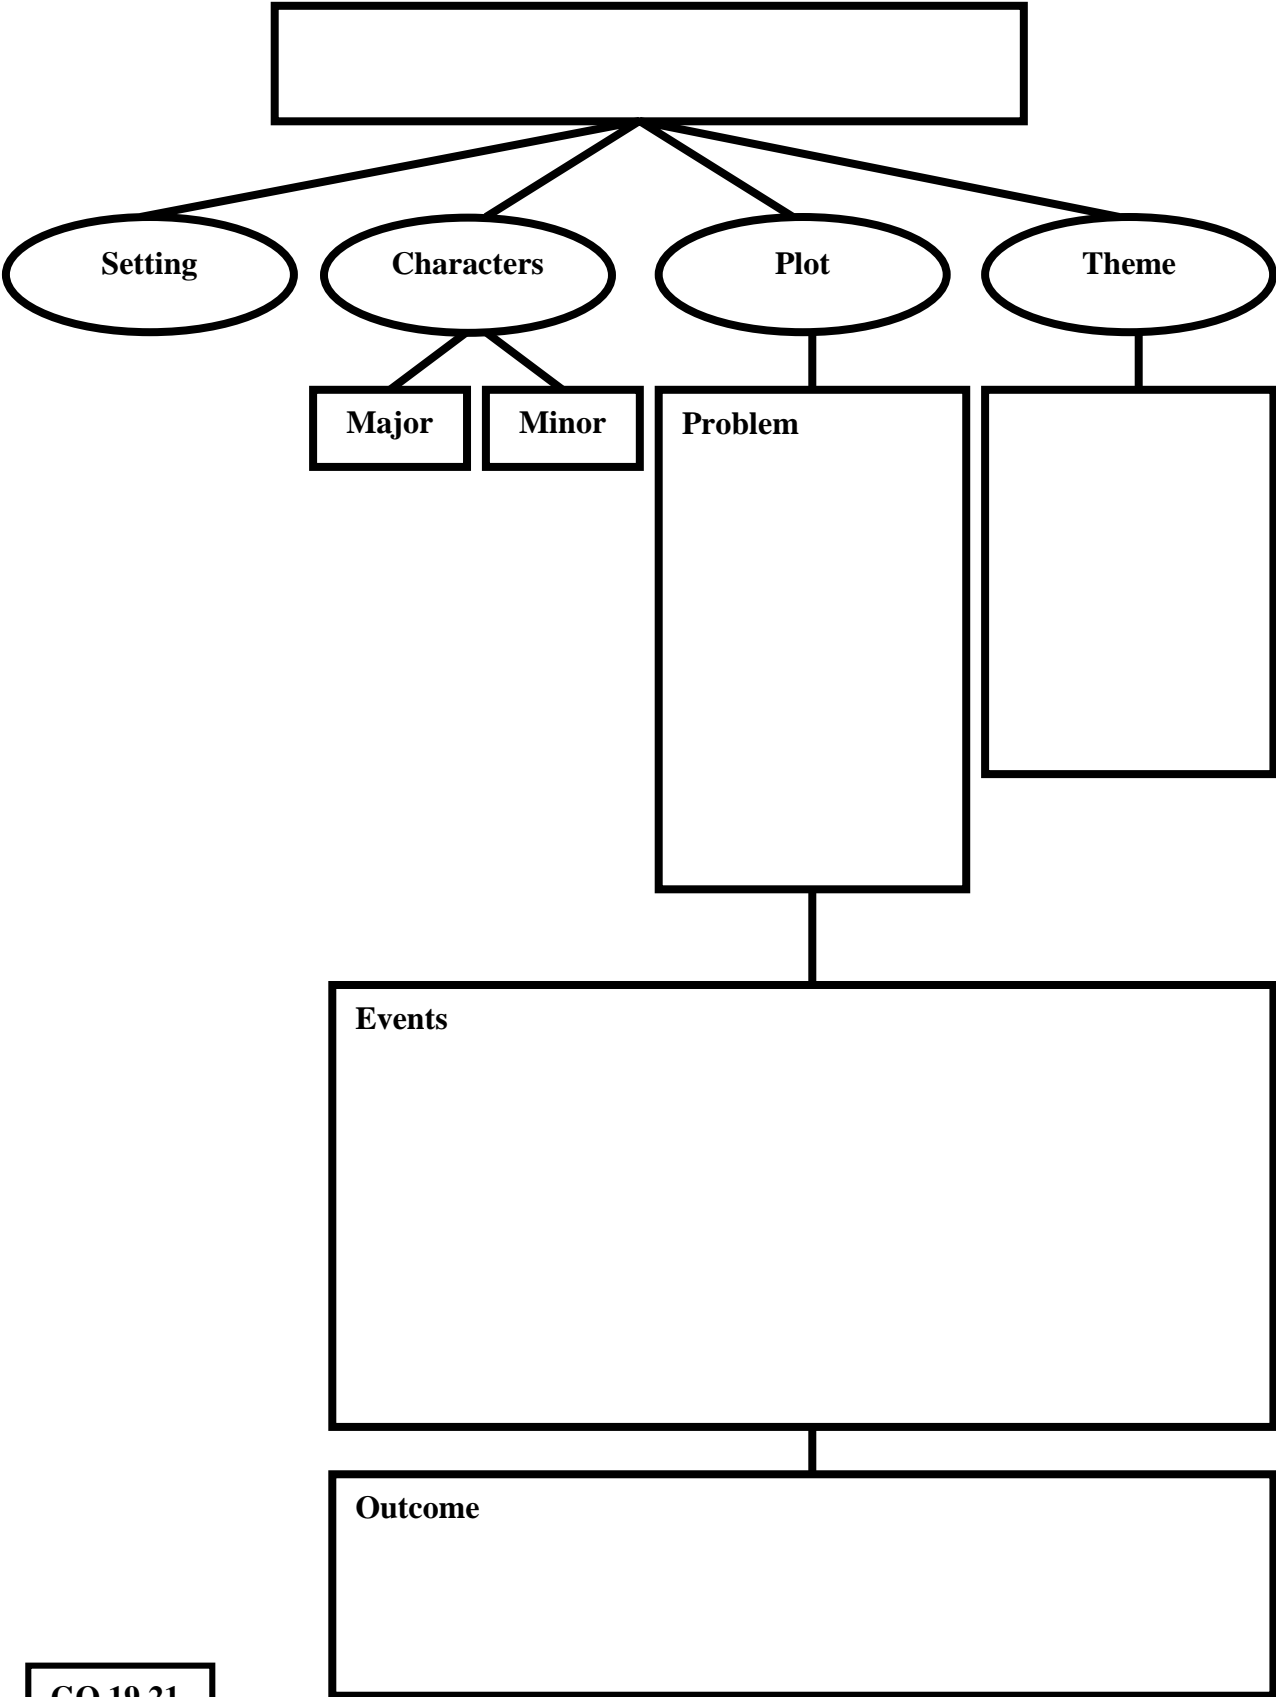 Setting
Characters
Plot
Theme
Major
Minor
Problem
Events
Outcome
GO 19.21